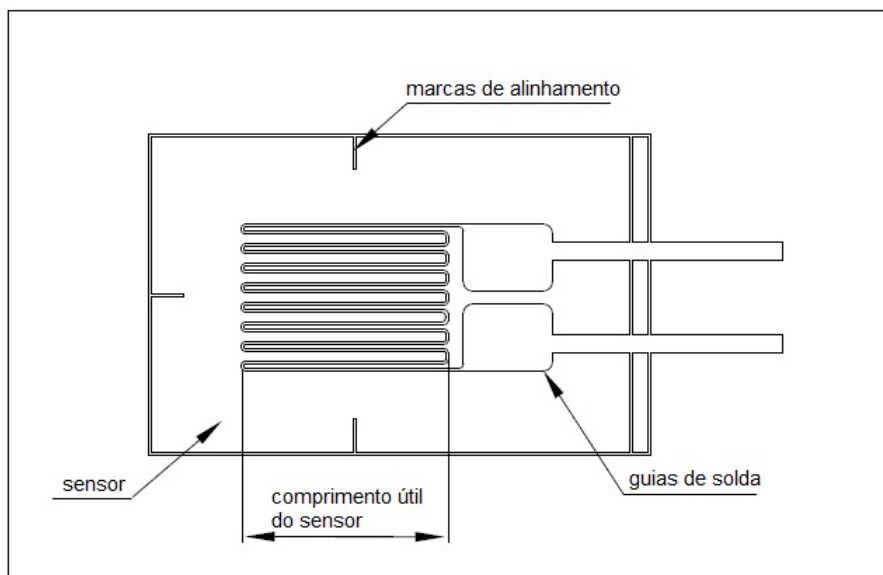 marcas de alinhamento
sensor
comprimento útil
do sensor
guias de solda